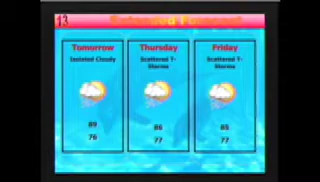 13 Extended Forecast
Tomorrow
Isolated Cloudy
89
76
Thursday
Scattered T-
Storms
86
77
Friday
Scattered T-
Storms
85
77